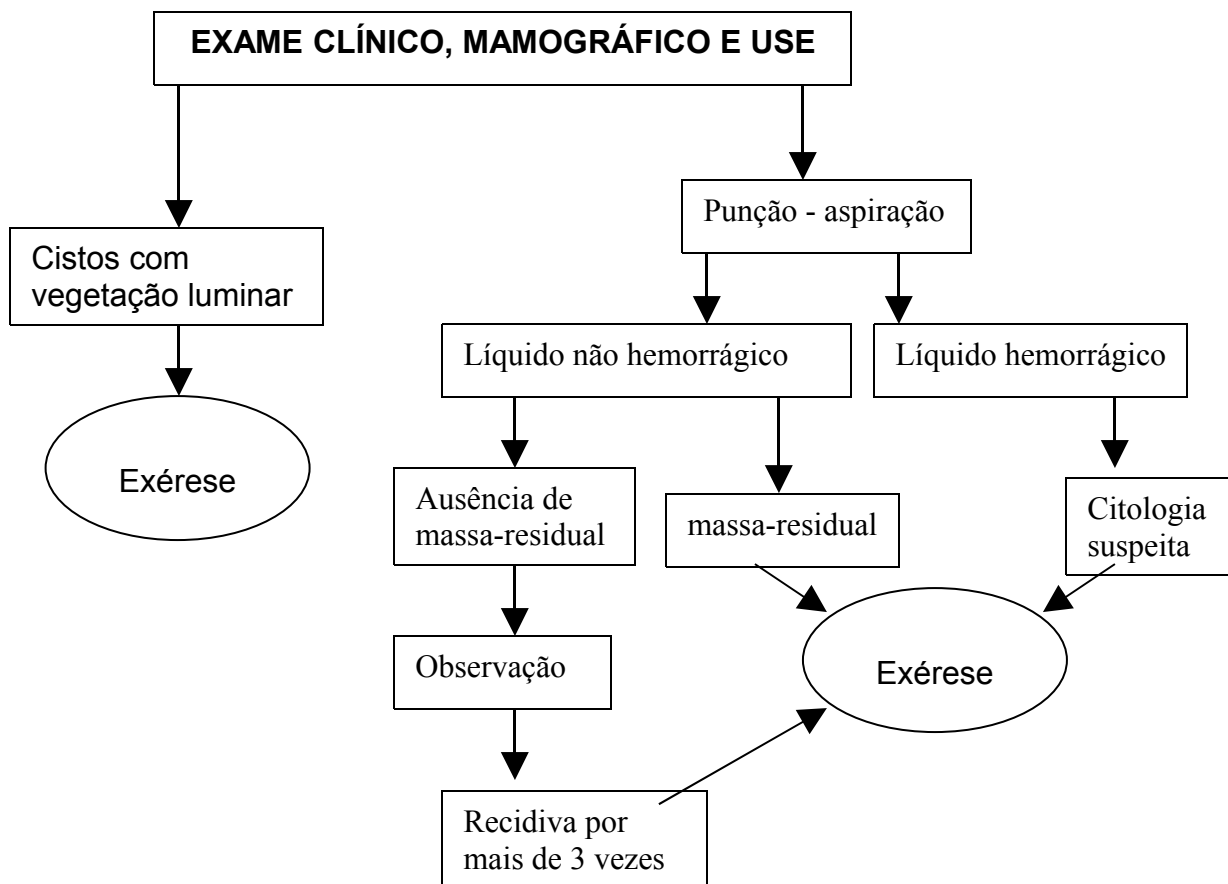 EXAME CLÍNICO, MAMOGRÁFICO E USE
Punção - aspiração
Cistos com
vegetação luminar
Líquido não hemorrágico
Líquido hemorrágico
Exérese
Ausência de
massa-residual
massa-residual
Citologia
suspeita
Observação
Exérese
Recidiva por
mais de 3 vezes